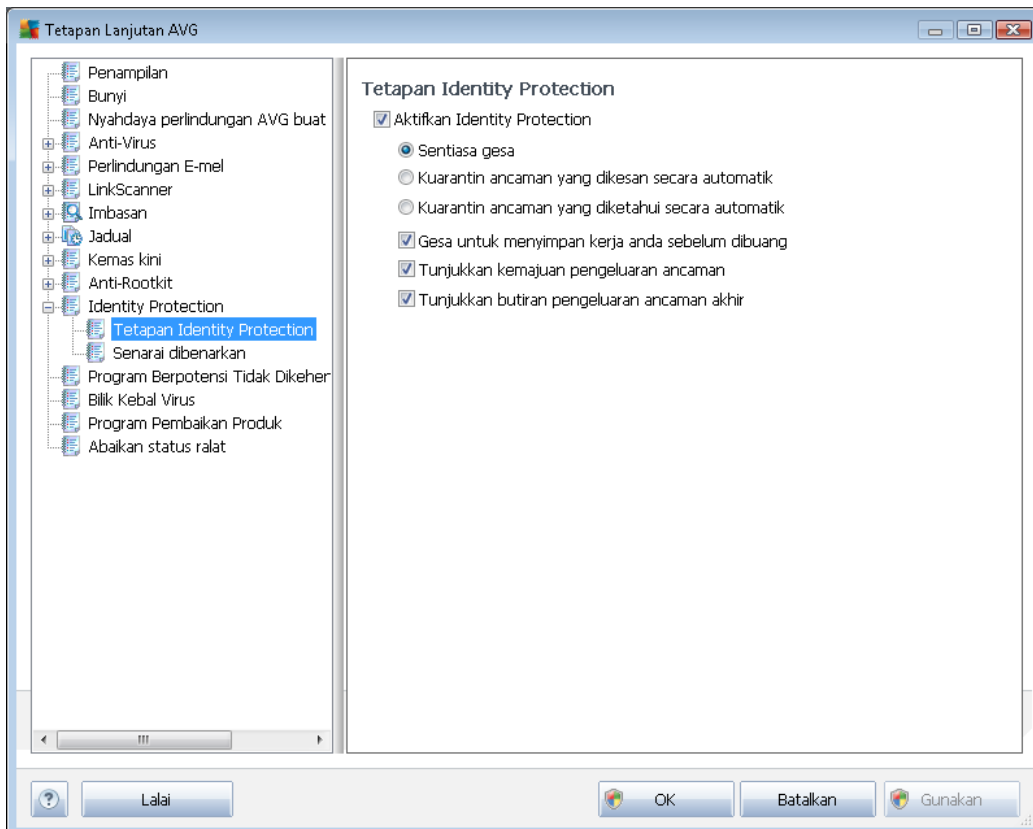 Tetapan Lanjutan AVG
Penampilan
Bunyi
Nyahdaya perlindungan AVG buat
Anti-Virus
Perlindungan E-mel
LinkScanner
Imbasan
Jadual
Kemas kini
Anti-Rootkit
Identity Protection
Tetapan Identity Protection
Senarai dibenarkan
Program Berpotensi Tidak Dikeher
Bilik Kebal Virus
Program Pembaikan Produk
Abaikan status ralat
Tetapan Identity Protection
Aktifkan Identity Protection
Sentiasa gesa
Kuarantin ancaman yang dikesan secara automatik
Kuarantin ancaman yang diketahui secara automatik
Gesa untuk menyimpan kerja anda sebelum dibuang
Tunjukkan kemajuan pengeluaran ancaman
Tunjukkan butiran pengeluaran ancaman akhir
? Lalai OK Batalkan Gunakan